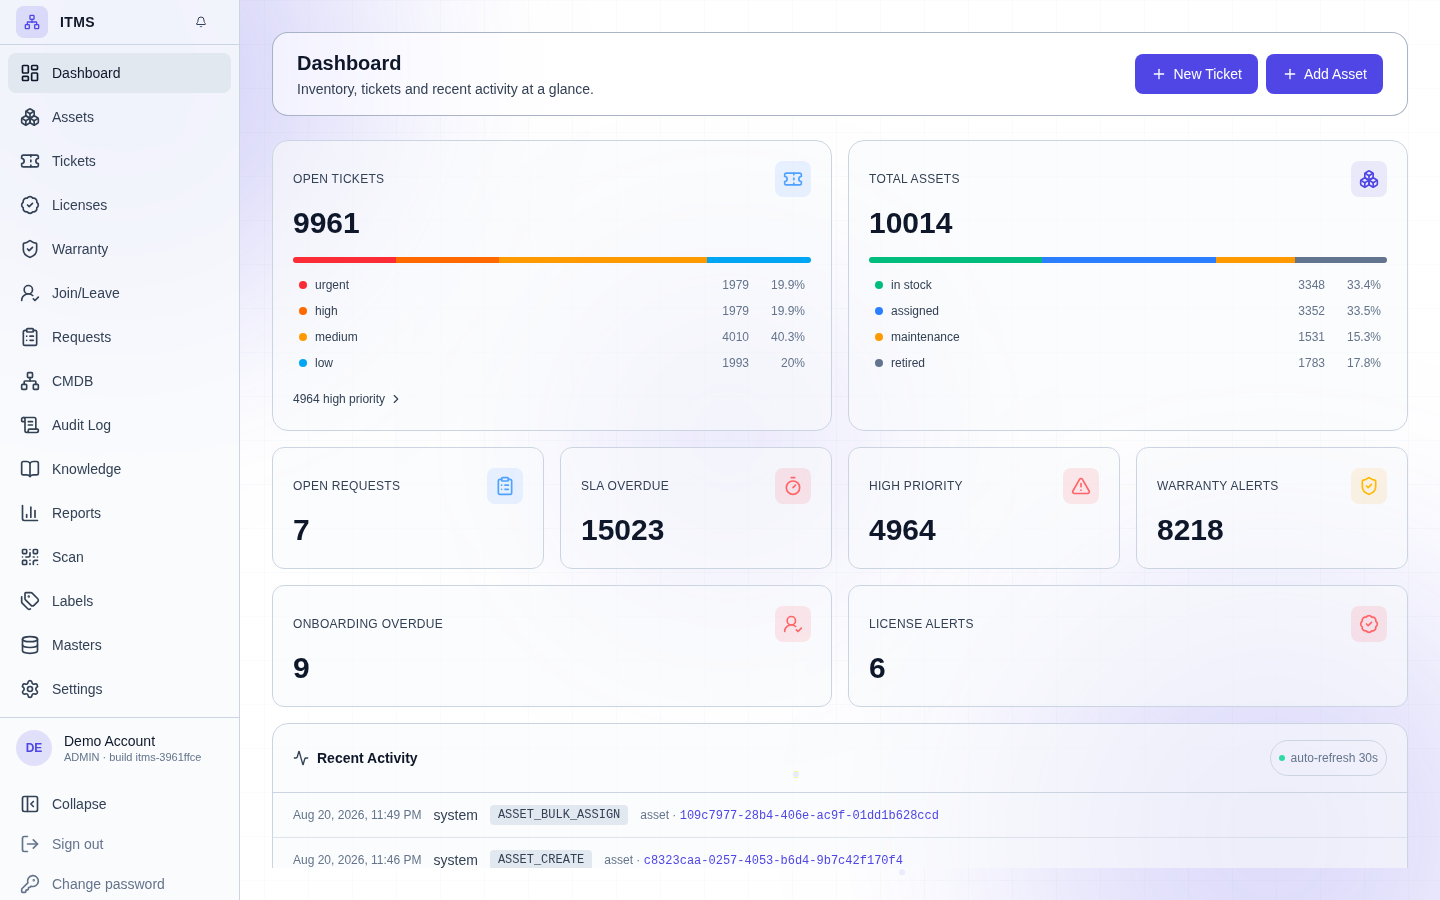 ITMS
Dashboard
Assets
Tickets
Licenses
Warranty
Join/Leave
Requests
CMDB
Audit Log
Knowledge
Reports
Scan
Labels
Masters
Settings
DE
Demo Account
ADMIN · build itms-3961ffce
Collapse
Sign out
Change password
Dashboard
Inventory, tickets and recent activity at a glance.
New Ticket
Add Asset
OPEN TICKETS
9961
urgent 1979 19.9%
high 1979 19.9%
medium 4010 40.3%
low 1993 20%
4964 high priority
TOTAL ASSETS
10014
in stock 3348 33.4%
assigned 3352 33.5%
maintenance 1531 15.3%
retired 1783 17.8%
OPEN REQUESTS
7
SLA OVERDUE
15023
HIGH PRIORITY
4964
WARRANTY ALERTS
8218
ONBOARDING OVERDUE
9
LICENSE ALERTS
6
Recent Activity
auto-refresh 30s
Aug 20, 2026, 11:49 PM system ASSET_BULK_ASSIGN asset · 109c7977-28b4-406e-ac9f-01dd1b628ccd
Aug 20, 2026, 11:46 PM system ASSET_CREATE asset · c8323caa-0257-4053-b6d4-9b7c42f170f4